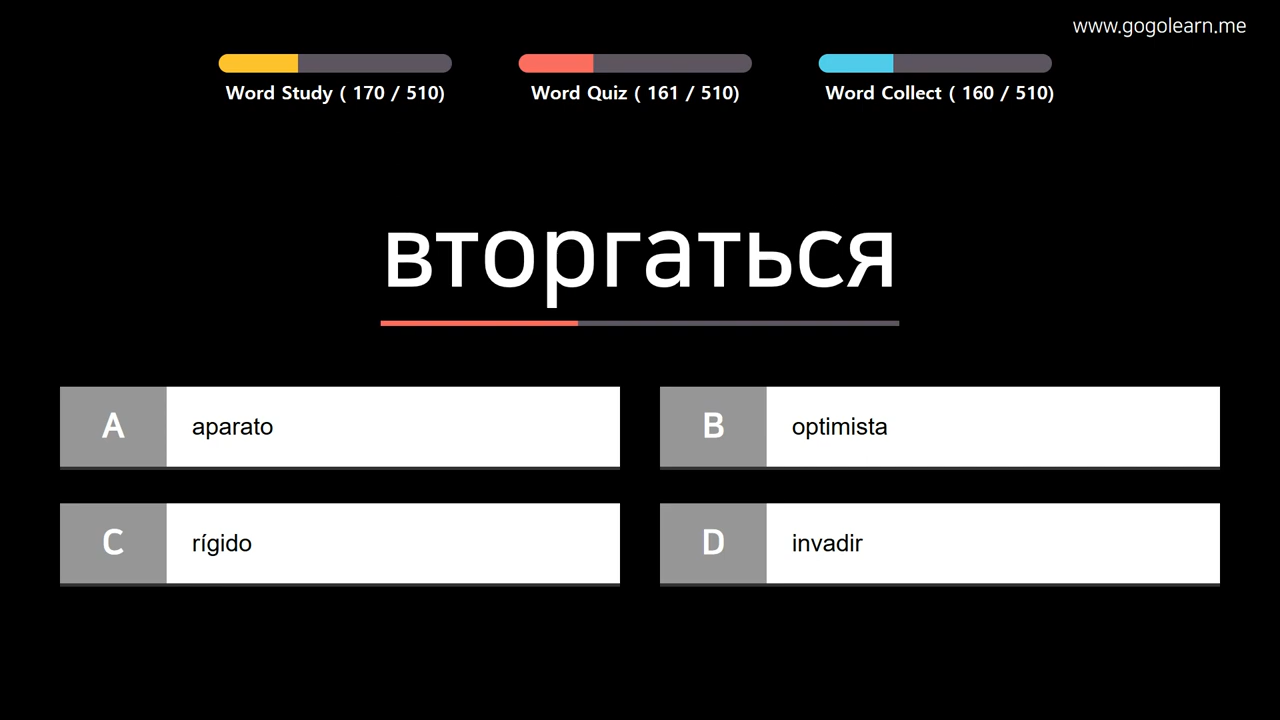 www.gogolearn.me
Word Study ( 170 / 510)
Word Quiz ( 161 / 510)
Word Collect ( 160 / 510)
вторгаться
A aparato
B optimista
C rígido
D invadir